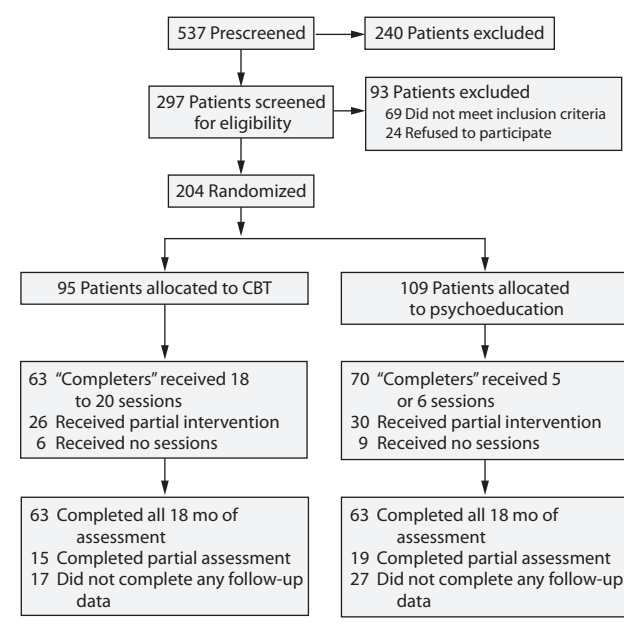 537 Prescreened
240 Patients excluded
297 Patients screened
for eligibility
93 Patients excluded
69 Did not meet inclusion criteria
24 Refused to participate
204 Randomized
95 Patients allocated to CBT
109 Patients allocated
to psychoeducation
63 "Completers" received 18
to 20 sessions
26 Received partial intervention
6 Received no sessions
70 "Completers" received 5
or 6 sessions
30 Received partial intervention
9 Received no sessions
63 Completed all 18 mo of
assessment
15 Completed partial assessment
17 Did not complete any follow-up
data
63 Completed all 18 mo of
assessment
19 Completed partial assessment
27 Did not complete any follow-up
data